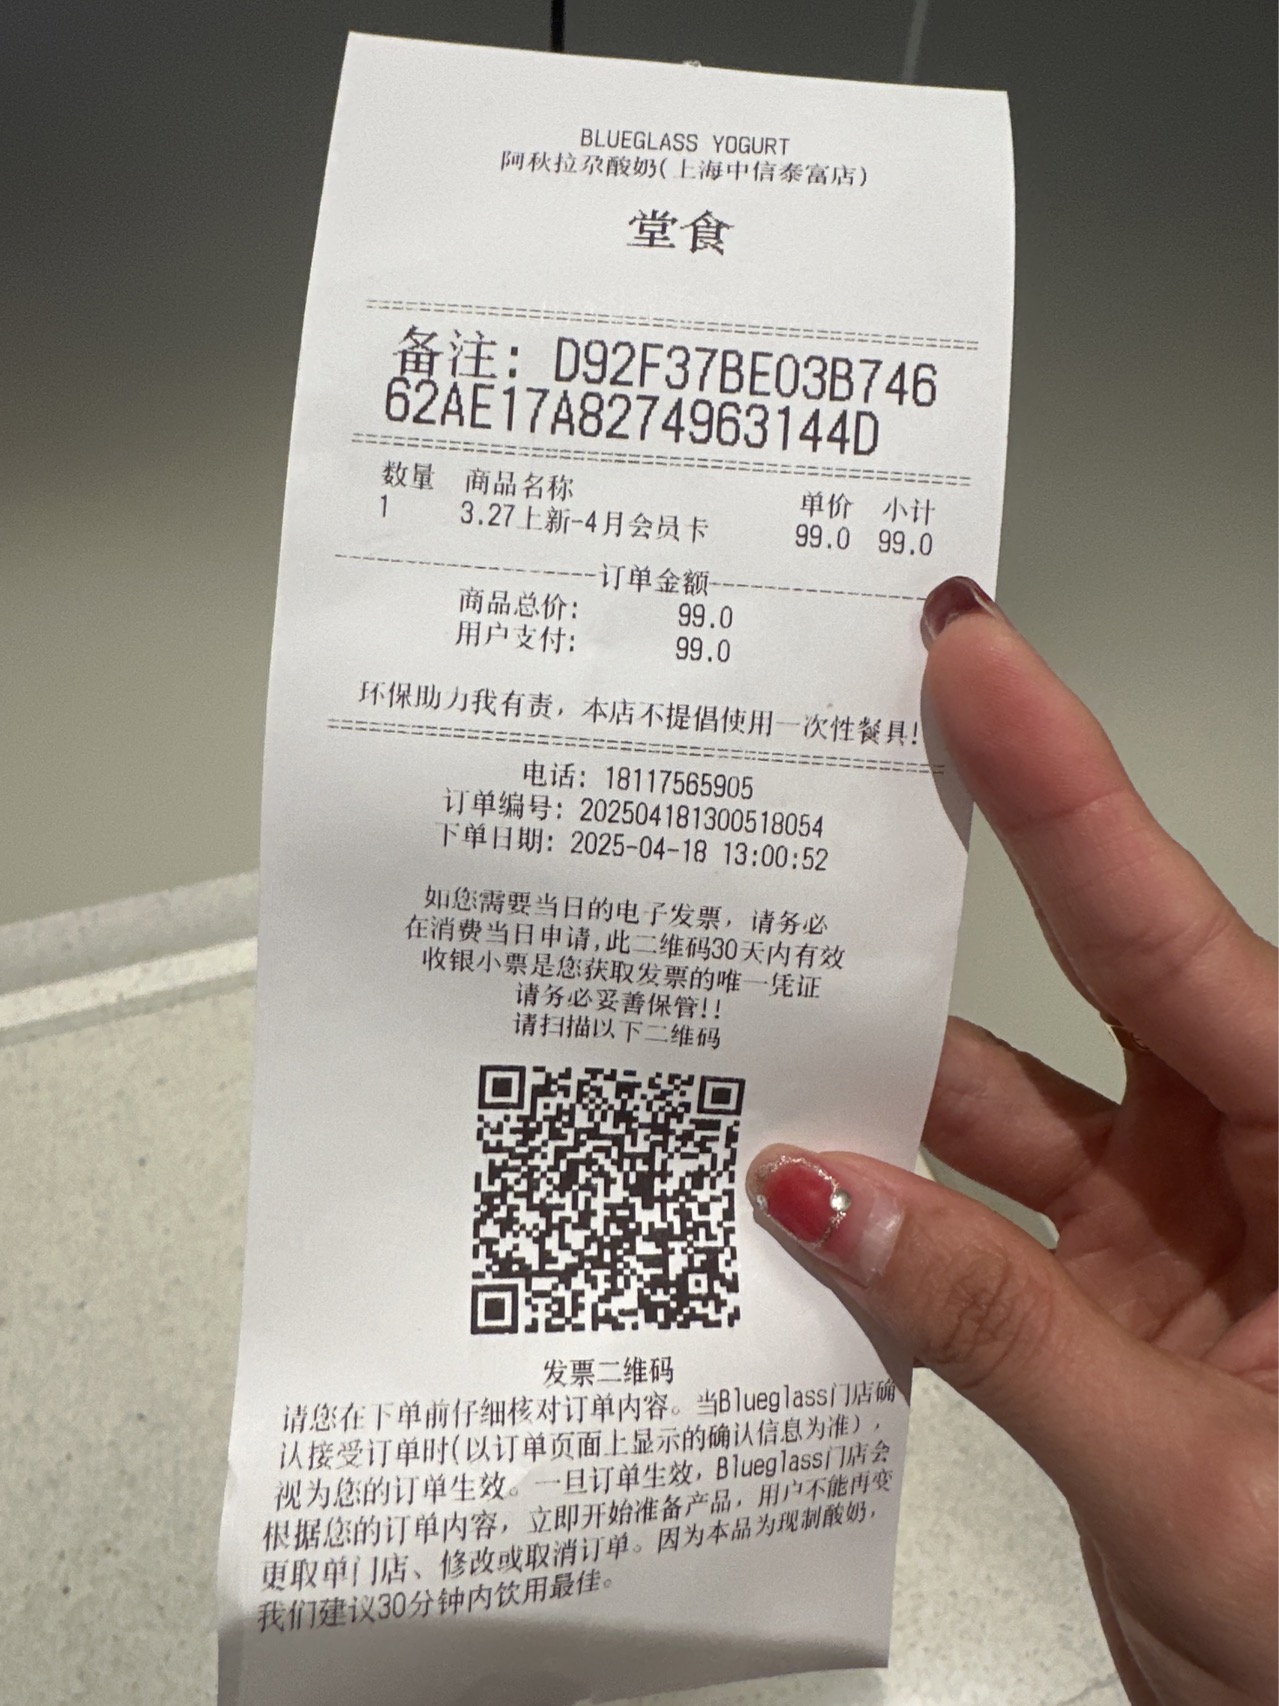 BLUEGLASS YOGURT
阿秋拉尕酸奶(上海中信泰富店)
堂食
备注: D92F37BE03B746
62AE17A8274963144D
数量 商品名称 单价 小计
1 3.27上新-4月会员卡 99.0 99.0
订单金额
商品总价: 99.0
用户支付: 99.0
环保助力我有责，本店不提倡使用一次性餐具!
电话: 18117565905
订单编号: 202504181300518054
下单日期: 2025-04-18 13:00:52
如您需要当日的电子发票，请务必
在消费当日申请,此二维码30天内有效
收银小票是您获取发票的唯一凭证
请务必妥善保管!!
请扫描以下二维码
发票二维码
请您在下单前仔细核对订单内容。当Blueglass门店确
认接受订单时(以订单页面上显示的确认信息为准)，
视为您的订单生效。一旦订单生效，Blueglass门店会
根据您的订单内容，立即开始准备产品，用户不能再变
更取单门店、修改或取消订单。因为本品为现制酸奶，
我们建议30分钟内饮用最佳。